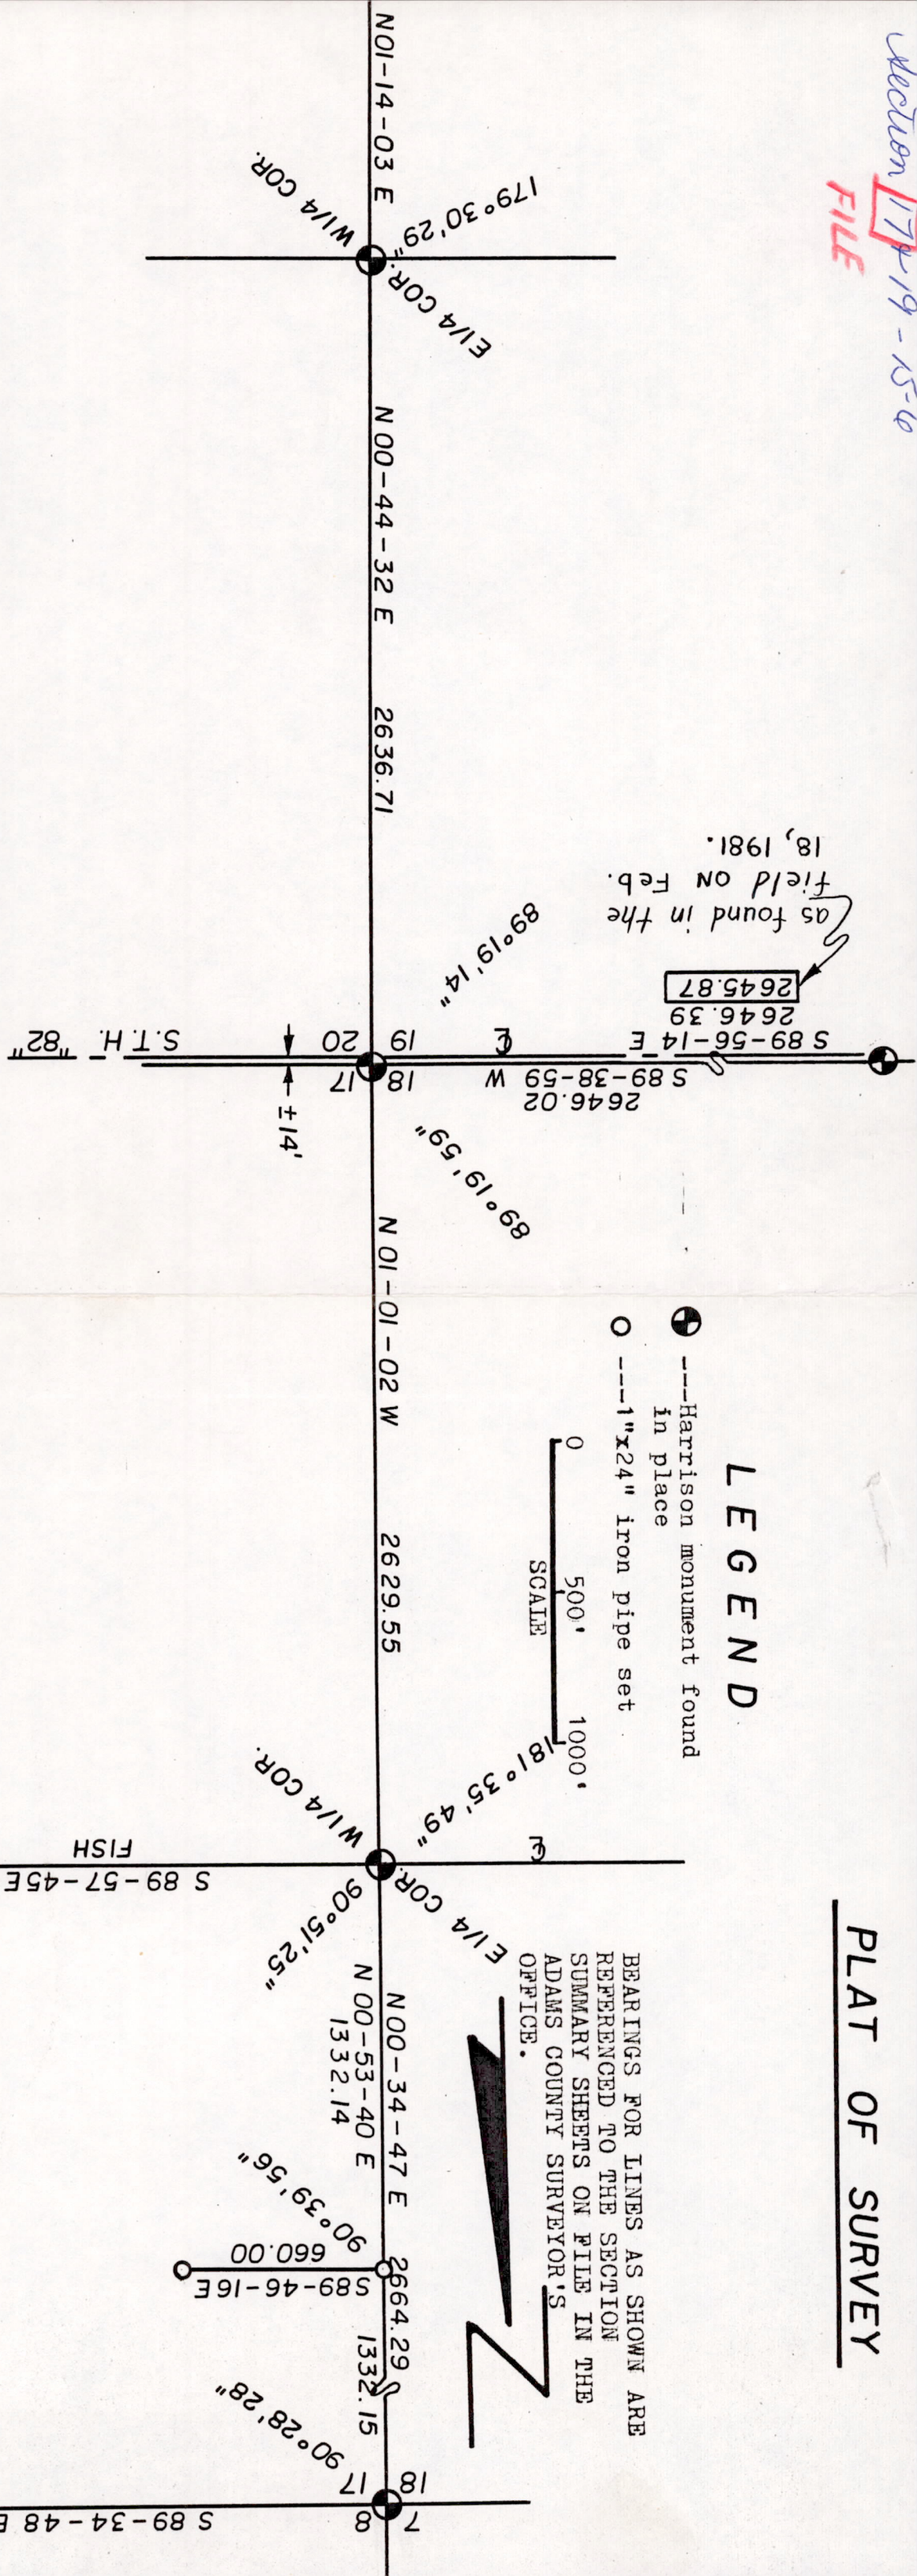 Section 17 & 19-15-6
FILE
PLAT OF SURVEY
LEGEND
---Harrison monument found
in place
---1"x24" iron pipe set
0 500' 1000'
SCALE
BEARINGS FOR LINES AS SHOWN ARE
REFERENCED TO THE SECTION
SUMMARY SHEETS ON FILE IN THE
ADAMS COUNTY SURVEYOR'S
OFFICE.
N01-14-03 E
W1/4 COR.
179°30'29"
E1/4 COR.
N00-44-32 E
2636.71
as found in the
field ON Feb.
18, 1981.
2645.87
2646.39
S 89-56-14 E
S 89-38-59 W
2646.02
89°19'14"
S.T.H. "82"
20
19
17
18
±14'
89°19'59"
N01-01-02 W
2629.55
181°35'49"
W1/4 COR.
E1/4 COR.
FISH
S 89-57-45E
90°51'25"
N00-34-47 E
2664.29
N00-53-40 E
1332.14
90°39'56"
660.00
S89-46-16E
1332.15
90°28'28"
17
18
8
7
S 89-34-48 E
N